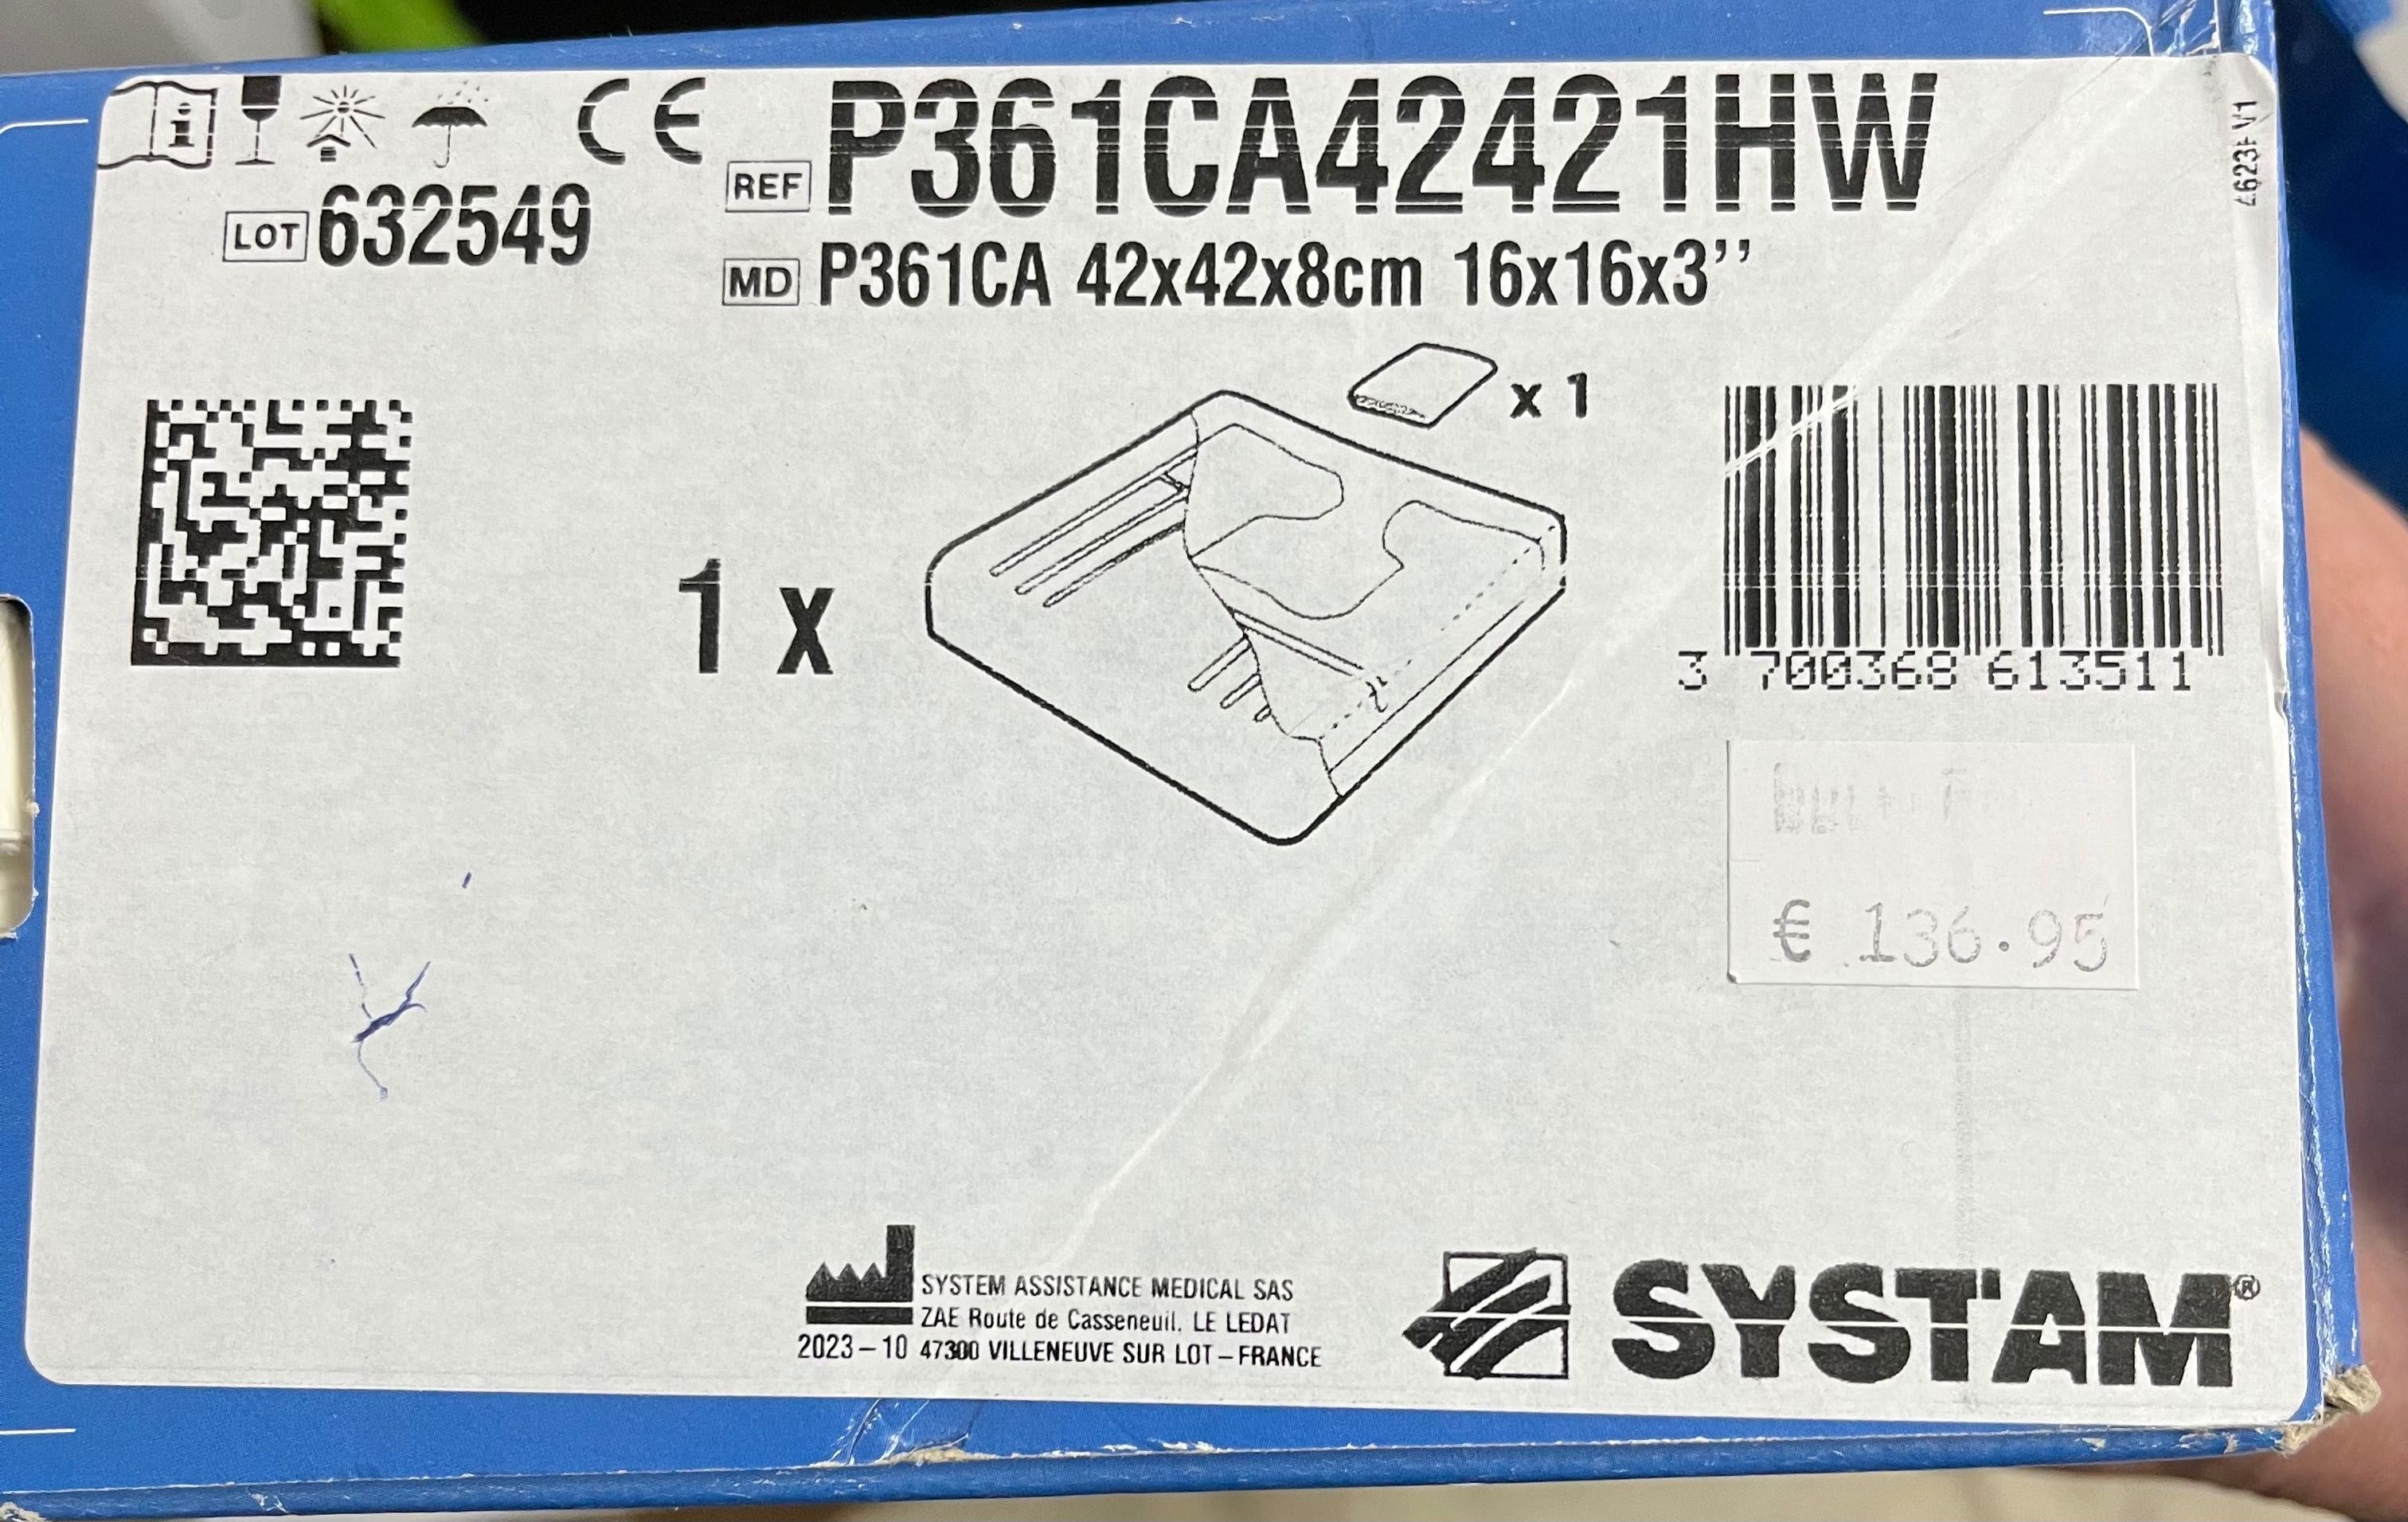 CE
REF P361CA42421HW
LOT 632549
MD P361CA 42x42x8cm 16x16x3’’
x 1
1 x
3 700368 613511
€ 136.95
SYSTEM ASSISTANCE MEDICAL SAS
ZAE Route de Casseneuil. LE LEDAT
2023-10 47300 VILLENEUVE SUR LOT-FRANCE
SYSTAM®